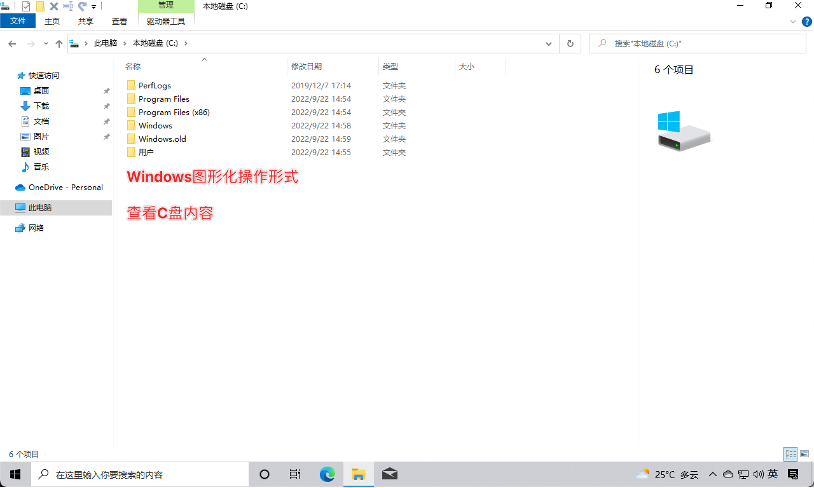 管理
本地磁盘 (C:)
文件
主页
共享
查看
驱动器工具
此电脑
本地磁盘 (C:)
搜索"本地磁盘 (C:)"
名称
修改日期
类型
大小
6 个项目
快速访问
桌面
下载
文档
图片
视频
音乐
OneDrive - Personal
此电脑
网络
PerfLogs 2019/12/7 17:14 文件夹
Program Files 2022/9/22 14:54 文件夹
Program Files (x86) 2022/9/22 14:54 文件夹
Windows 2022/9/22 14:58 文件夹
Windows.old 2022/9/22 14:59 文件夹
用户 2022/9/22 14:55 文件夹
Windows图形化操作形式
查看C盘内容
6 个项目
在这里输入你要搜索的内容
25°C 多云
英